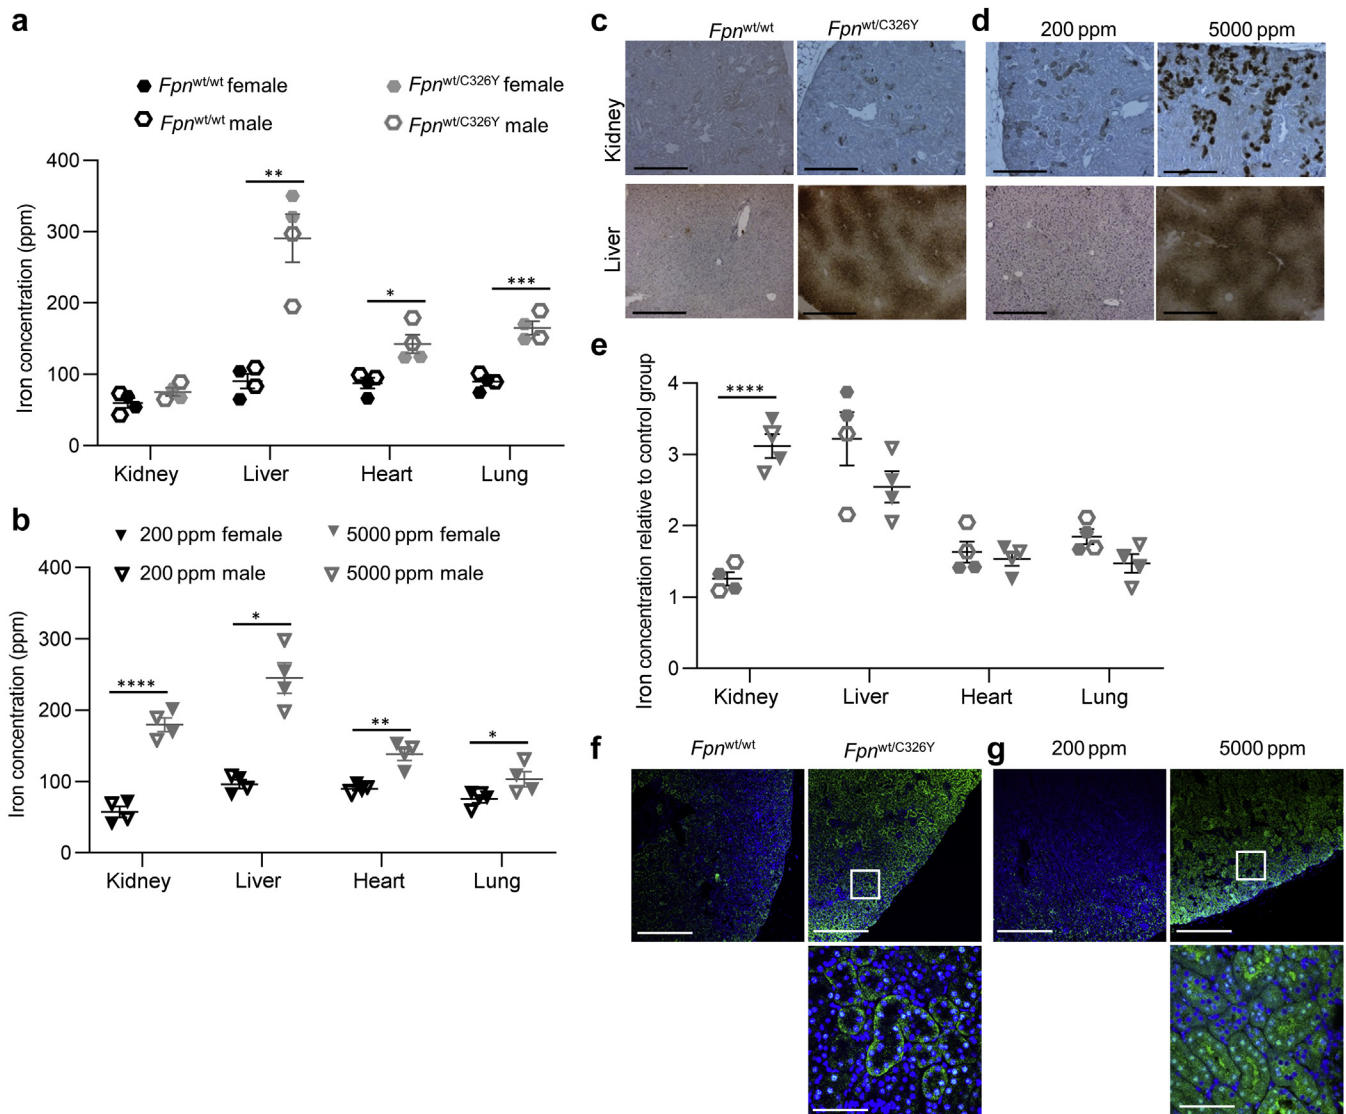 a
Fpnwt/wt female
Fpnwt/C326Y female
Fpnwt/wt male
Fpnwt/C326Y male
Iron concentration (ppm)
400
300
200
100
0
**
*
***
Kidney
Liver
Heart
Lung
b
200 ppm female
5000 ppm female
200 ppm male
5000 ppm male
Iron concentration (ppm)
400
300
200
100
0
****
*
**
*
Kidney
Liver
Heart
Lung
c
Fpnwt/wt
Fpnwt/C326Y
Kidney
Liver
d
200 ppm
5000 ppm
e
Iron concentration relative to control group
4
3
2
1
0
****
Kidney
Liver
Heart
Lung
f
Fpnwt/wt
Fpnwt/C326Y
g
200 ppm
5000 ppm